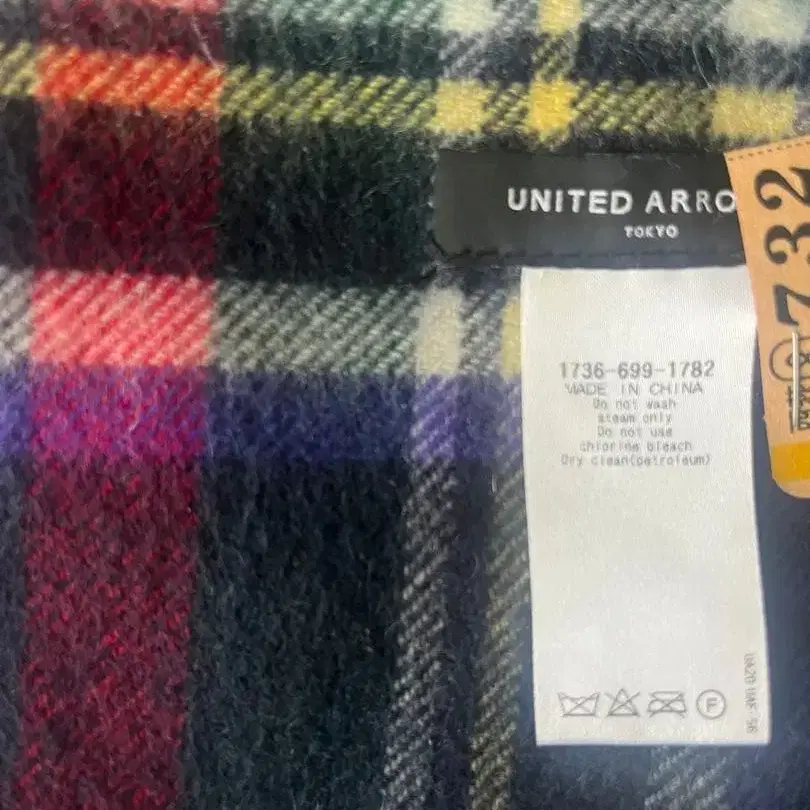 UNITED ARRO
TOKYO
732
1736-699-1782
MADE IN CHINA
Do not wash
steam only
Do not use
chlorine bleach
Dry clean(petroleum)
F